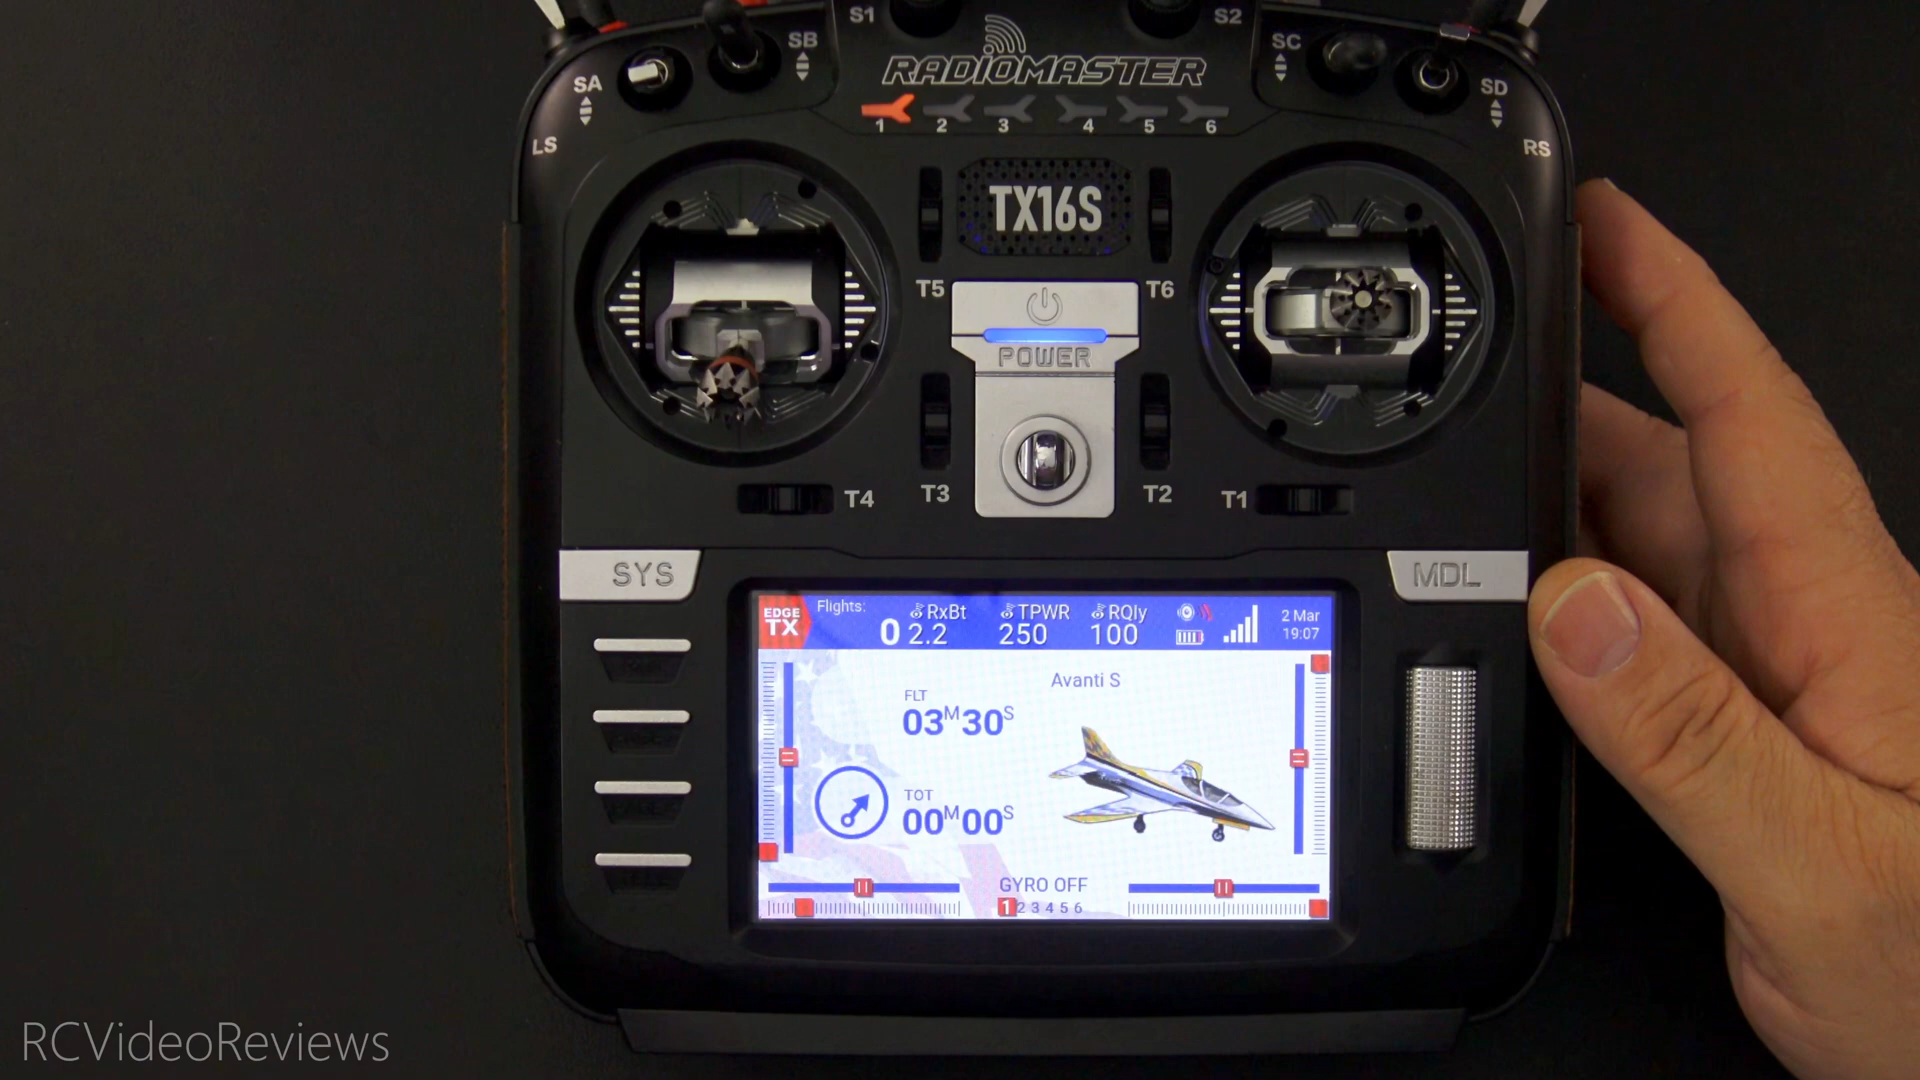 S1
S2
SB
SC
RADIOMASTER
SA
SD
1 2 3 4 5 6
LS
RS
TX16S
T5
T6
POWER
T4
T3
T2
T1
SYS
MDL
EDGE
TX
Flights:
0
RxBt
2.2
TPWR
250
RQly
100
2 Mar
19:07
Avanti S
FLT
03M30S
TOT
00M00S
GYRO OFF
1 2 3 4 5 6
RCVideoReviews